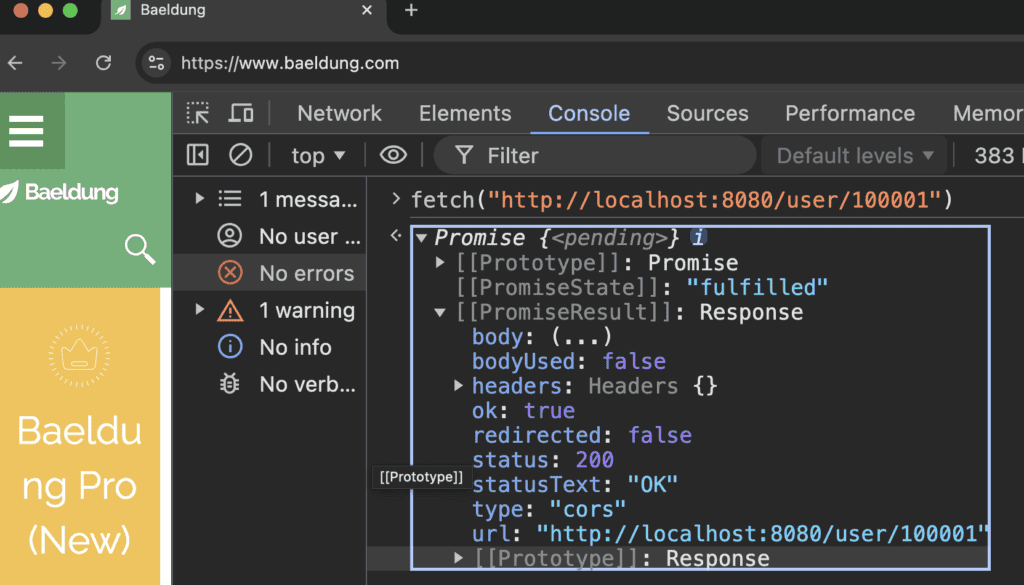 Baeldung
https://www.baeldung.com
Network Elements Console Sources Performance Memor
top Filter Default levels 383
Baeldung
1 messa...
No user ...
No errors
1 warning
No info
No verb...
Baeldu
ng Pro
(New)
fetch("http://localhost:8080/user/100001")
Promise {<pending>} i
[[Prototype]]: Promise
[[PromiseState]]: "fulfilled"
[[PromiseResult]]: Response
body: (...)
bodyUsed: false
headers: Headers {}
ok: true
redirected: false
status: 200
[[Prototype]]
statusText: "OK"
type: "cors"
url: "http://localhost:8080/user/100001"
[[Prototype]]: Response